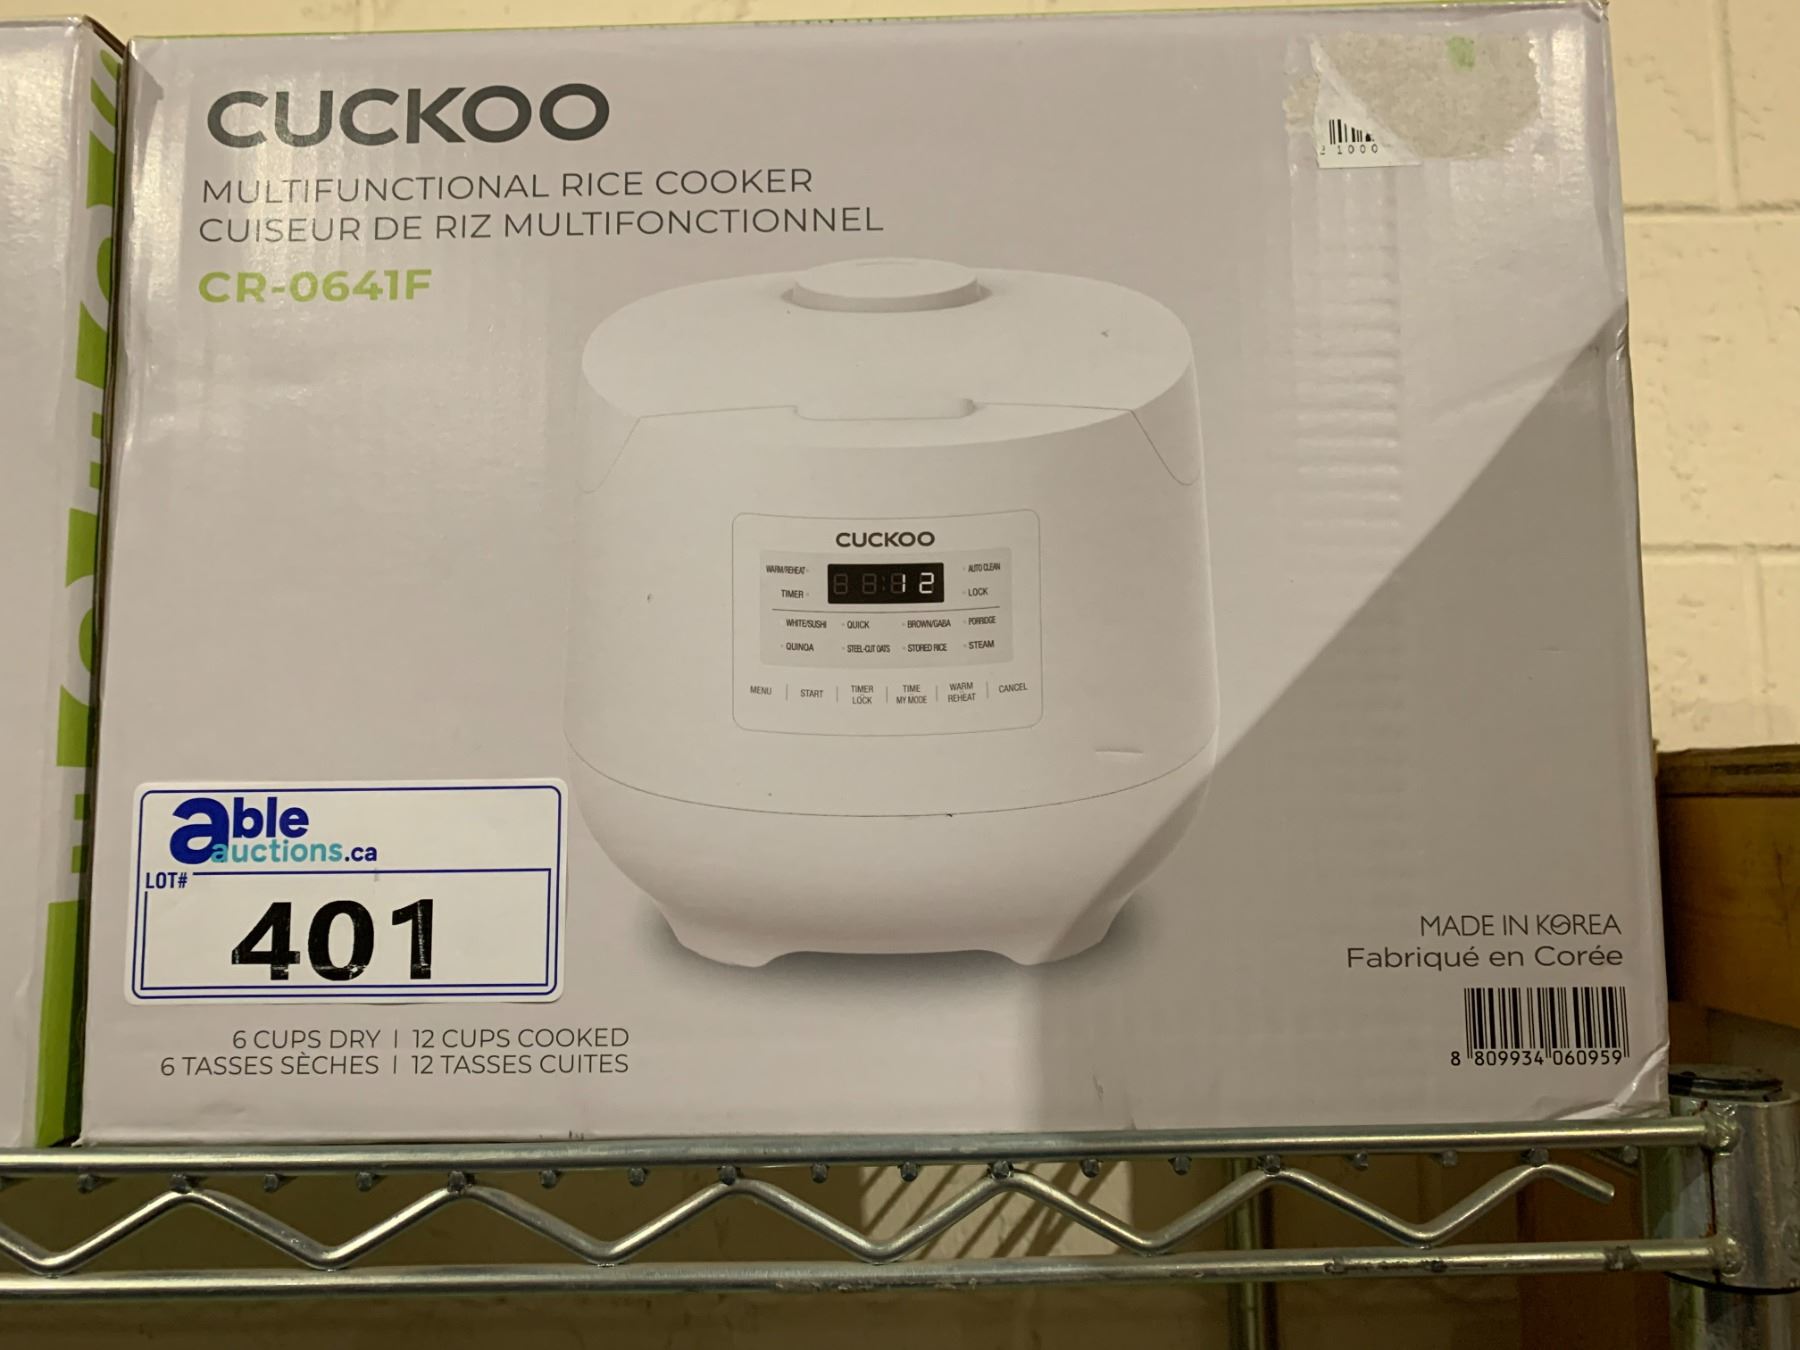 CUCKOO
MULTIFUNCTIONAL RICE COOKER
CUISEUR DE RIZ MULTIFONCTIONNEL
CR-0641F
1000
CUCKOO
WARM/REHEAT
12
AUTO CLEAN
TIMER
LOCK
WHITE/SUSHI QUICK BROWN/GABA PORRIDGE
QUINOA STEEL-CUT OATS STORED RICE STEAM
MENU START TIMER LOCK TIME MY MODE WARM REHEAT CANCEL
able
auctions.ca
LOT#
401
6 CUPS DRY | 12 CUPS COOKED
6 TASSES SÈCHES | 12 TASSES CUITES
MADE IN KOREA
Fabriqué en Corée
8 809934 060959